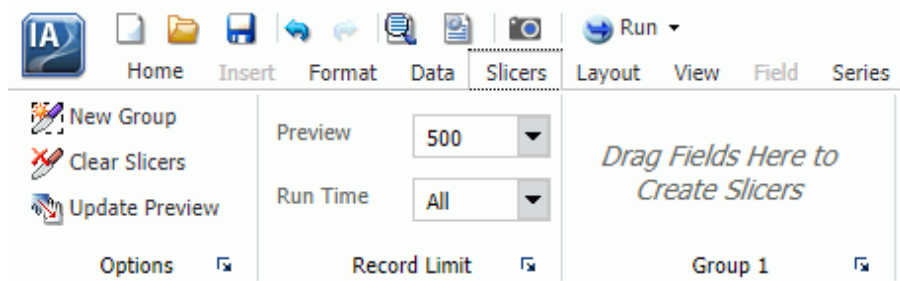 IA
Run
Home Insert Format Data Slicers Layout View Field Series
New Group
Clear Slicers
Update Preview
Options
Preview 500
Run Time All
Record Limit
Drag Fields Here to
Create Slicers
Group 1